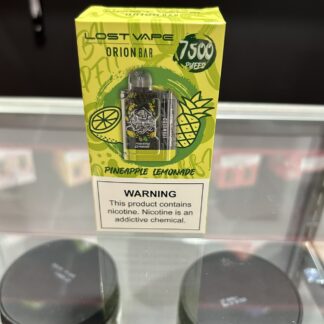 LOST VAPE
ORION BAR
7500
PUFFS
PINEAPPLE LEMONADE
WARNING
This product contains
nicotine. Nicotine is an
addictive chemical.